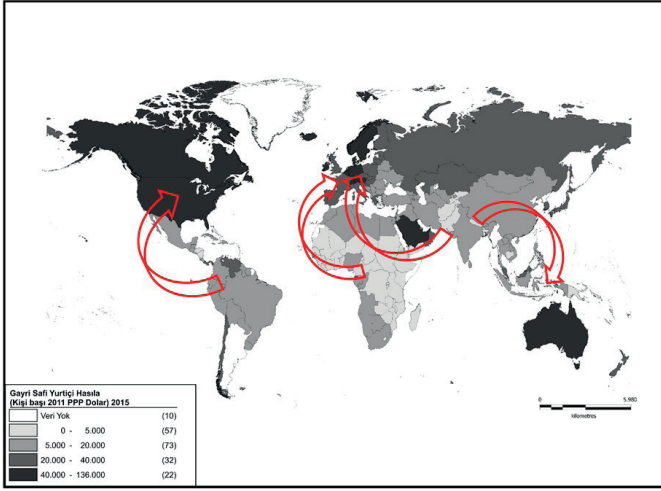 Gayri Safi Yurtiçi Hasıla
(Kişi başı 2011 PPP Dolar) 2015
Veri Yok (10)
0 - 5.000 (57)
5.000 - 20.000 (73)
20.000 - 40.000 (32)
40.000 - 136.000 (22)
0 5.980
kilometres